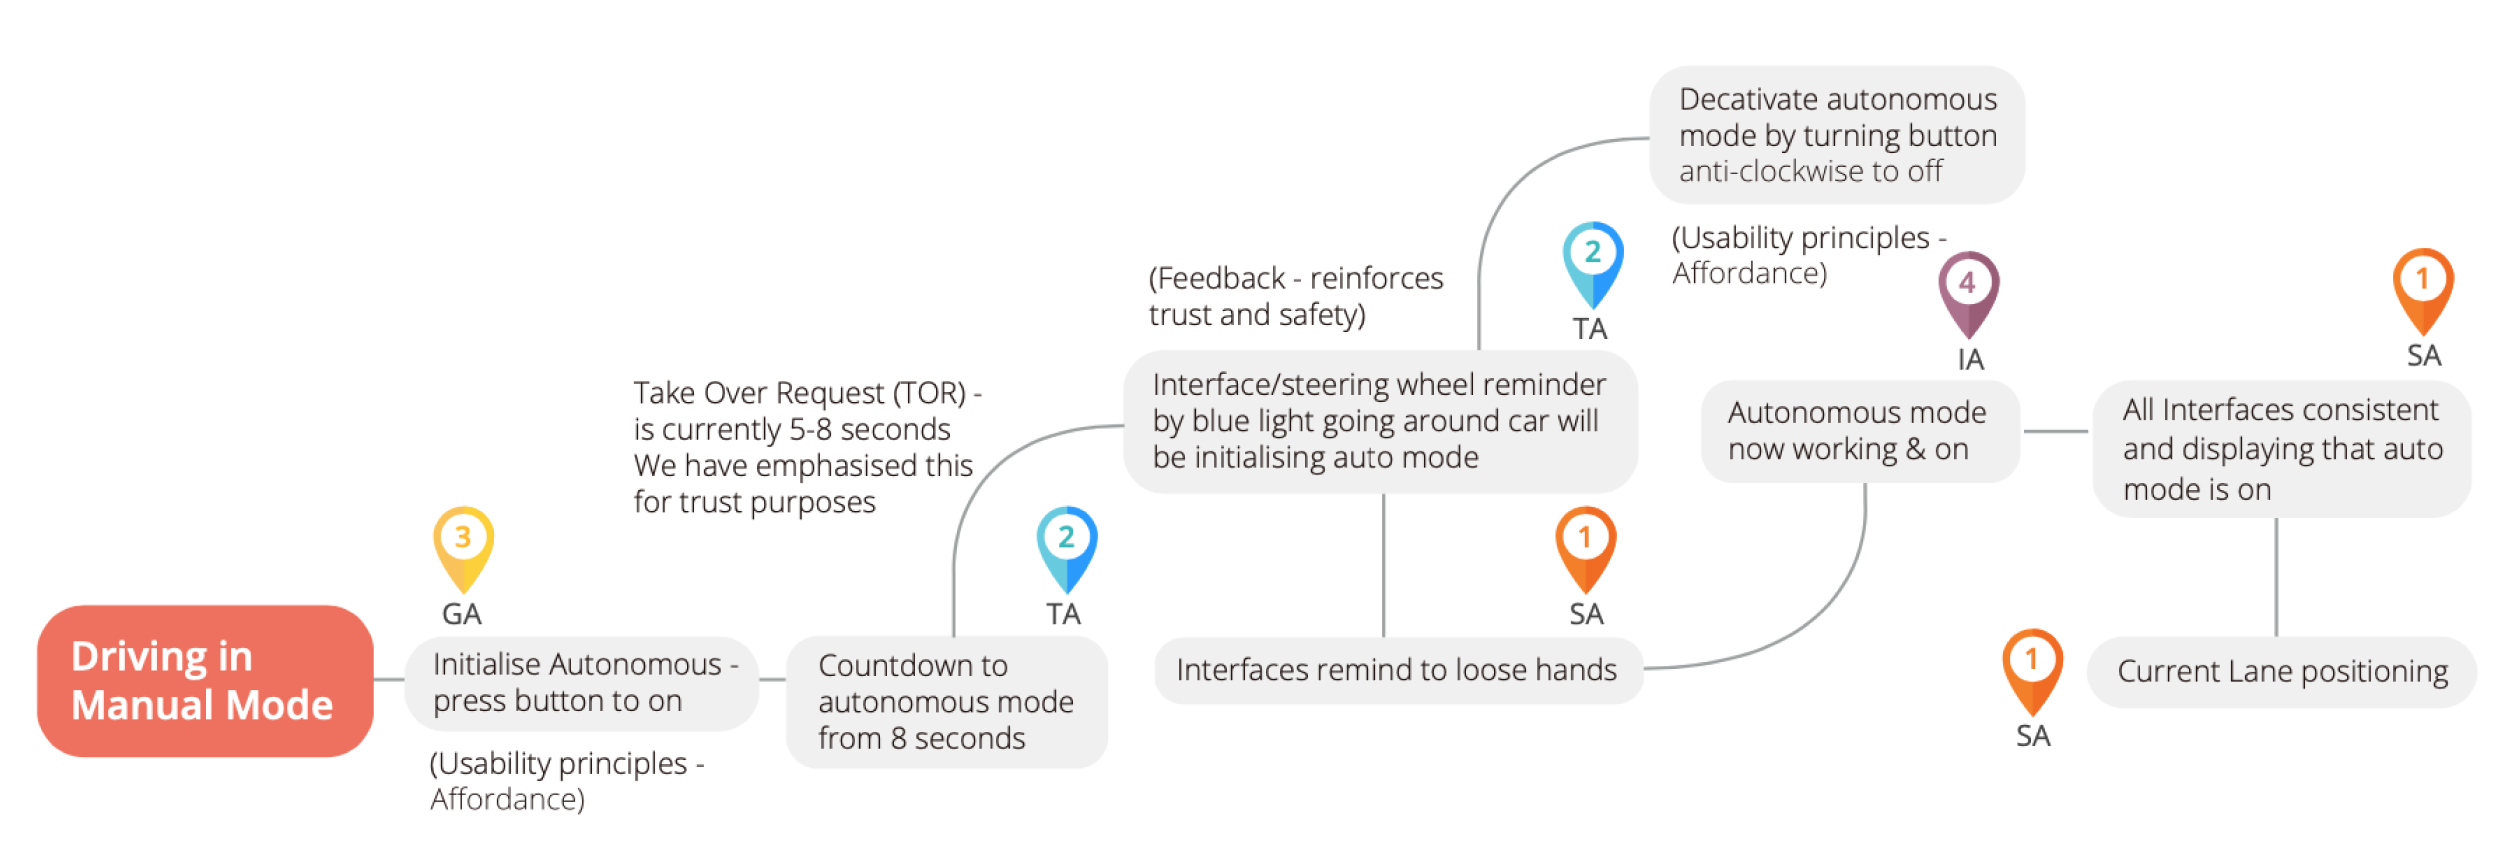 Driving in
Manual Mode
3
GA
Initialise Autonomous -
press button to on
(Usability principles -
Affordance)
Take Over Request (TOR) -
is currently 5-8 seconds
We have emphasised this
for trust purposes
2
TA
Countdown to
autonomous mode
from 8 seconds
(Feedback - reinforces
trust and safety)
2
TA
Interface/steering wheel reminder
by blue light going around car will
be initialising auto mode
Decativate autonomous
mode by turning button
anti-clockwise to off
(Usability principles -
Affordance)
1
SA
Interfaces remind to loose hands
4
IA
Autonomous mode
now working & on
1
SA
All Interfaces consistent
and displaying that auto
mode is on
1
SA
Current Lane positioning